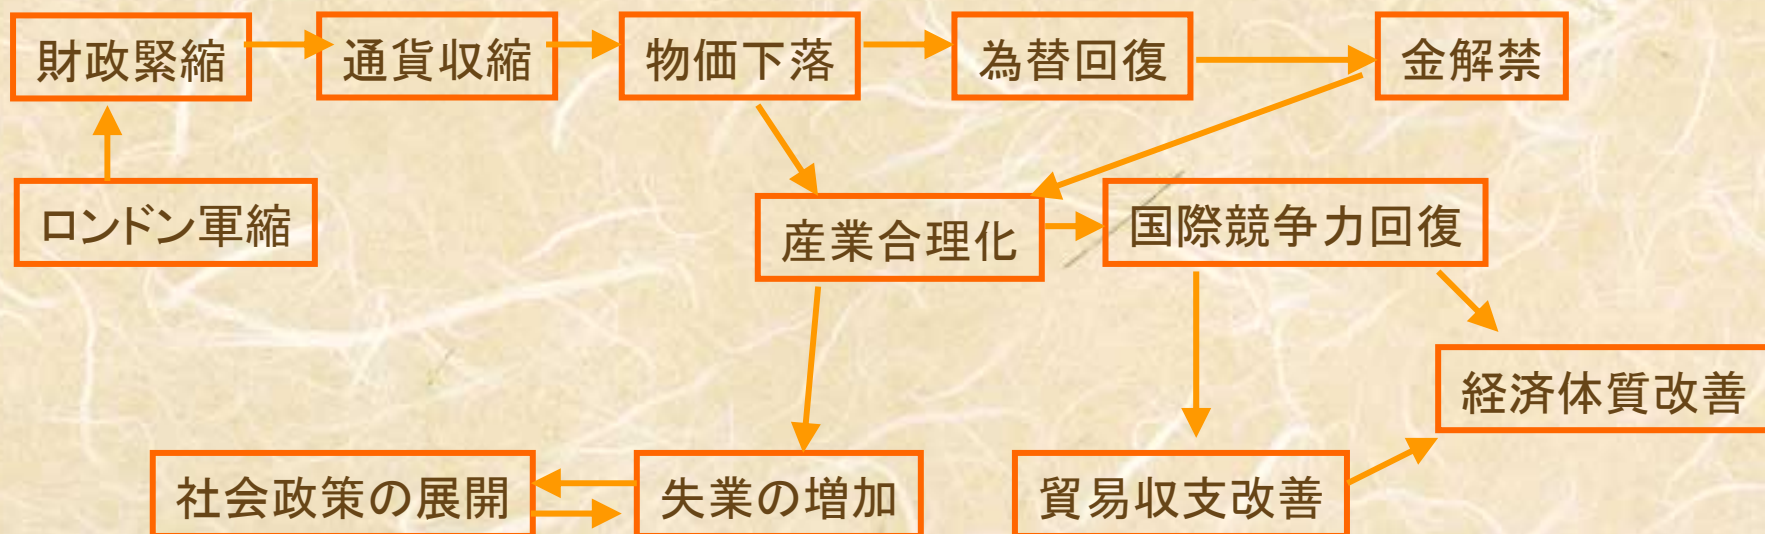 財政緊縮
通貨収縮
物価下落
為替回復
金解禁
ロンドン軍縮
産業合理化
国際競争力回復
経済体質改善
社会政策の展開
失業の増加
貿易収支改善